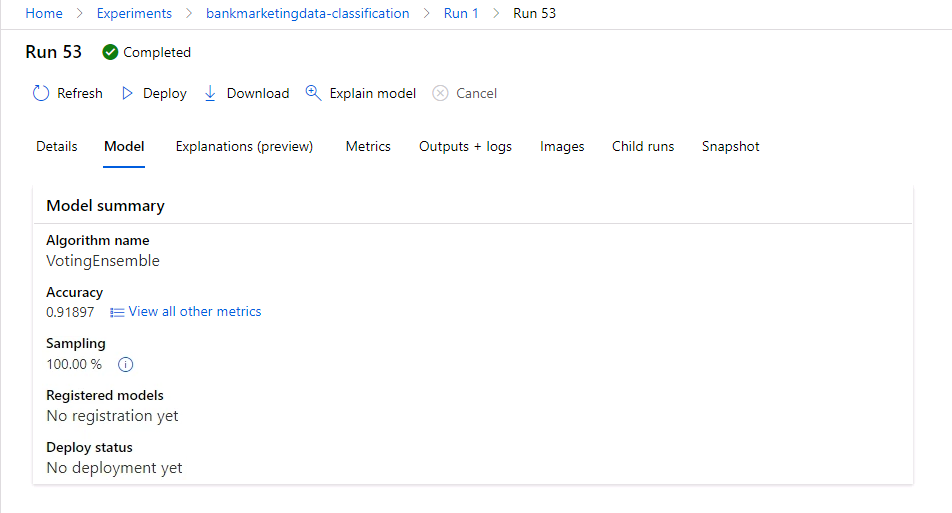 Home > Experiments > bankmarketingdata-classification > Run 1 > Run 53
Run 53 Completed
Refresh Deploy Download Explain model Cancel
Details Model Explanations (preview) Metrics Outputs + logs Images Child runs Snapshot
Model summary
Algorithm name
VotingEnsemble
Accuracy
0.91897 View all other metrics
Sampling
100.00 %
Registered models
No registration yet
Deploy status
No deployment yet